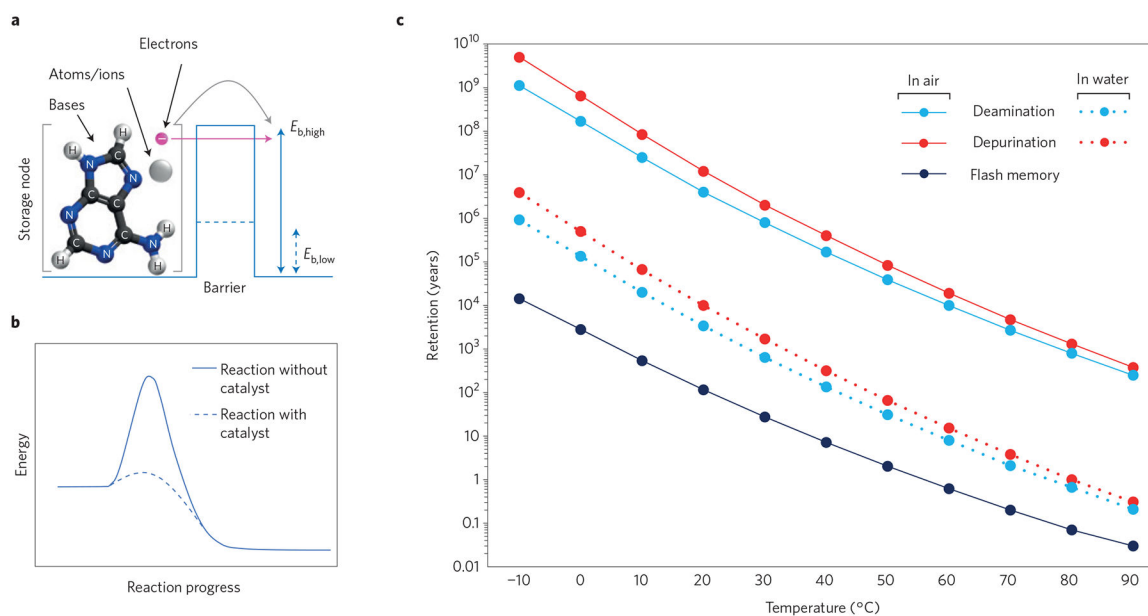 a
Electrons
Atoms/ions
Bases
Storage node
H
H
N
C
C
N
C
N
C
C
N
N
H
H
H
E_b,high
E_b,low
Barrier
b
Reaction without
catalyst
Reaction with
catalyst
Energy
Reaction progress
c
In air
In water
Deamination
Depurination
Flash memory
Retention (years)
10^10
10^9
10^8
10^7
10^6
10^5
10^4
10^3
10^2
10
1
0.1
0.01
−10 0 10 20 30 40 50 60 70 80 90
Temperature (°C)